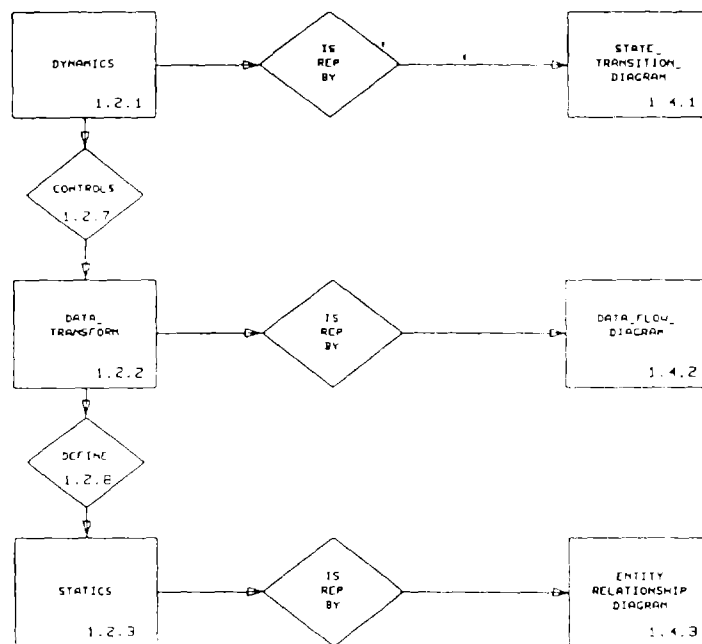 DYNAMICS
1.2.1
IS
REP
BY
STATE_
TRANSITION_
DIAGRAM
1.4.1
CONTROLS
1.2.7
DATA_
TRANSFORM
1.2.2
IS
REP
BY
DATA_FLOW_
DIAGRAM
1.4.2
DEFINE
1.2.8
STATICS
1.2.3
IS
REP
BY
ENTITY
RELATIONSHIP
DIAGRAM
1.4.3